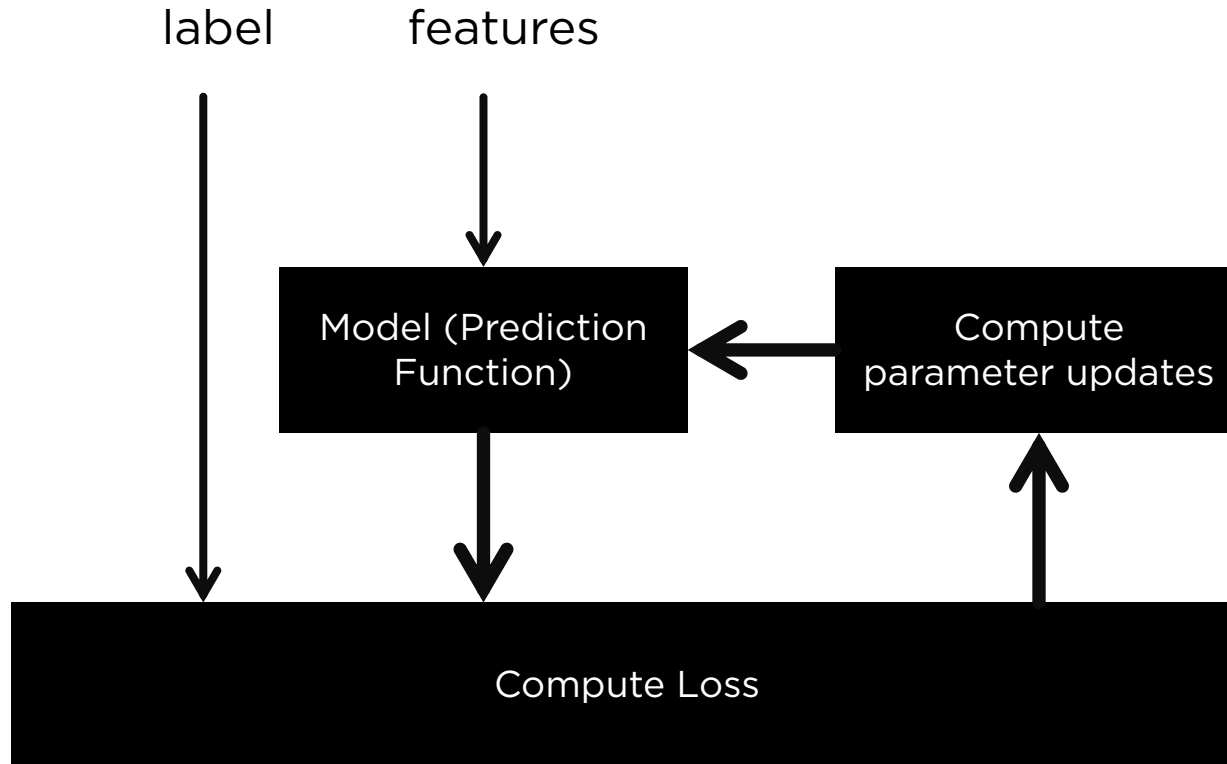 label
features
Model (Prediction
Function)
Compute
parameter updates
Compute Loss